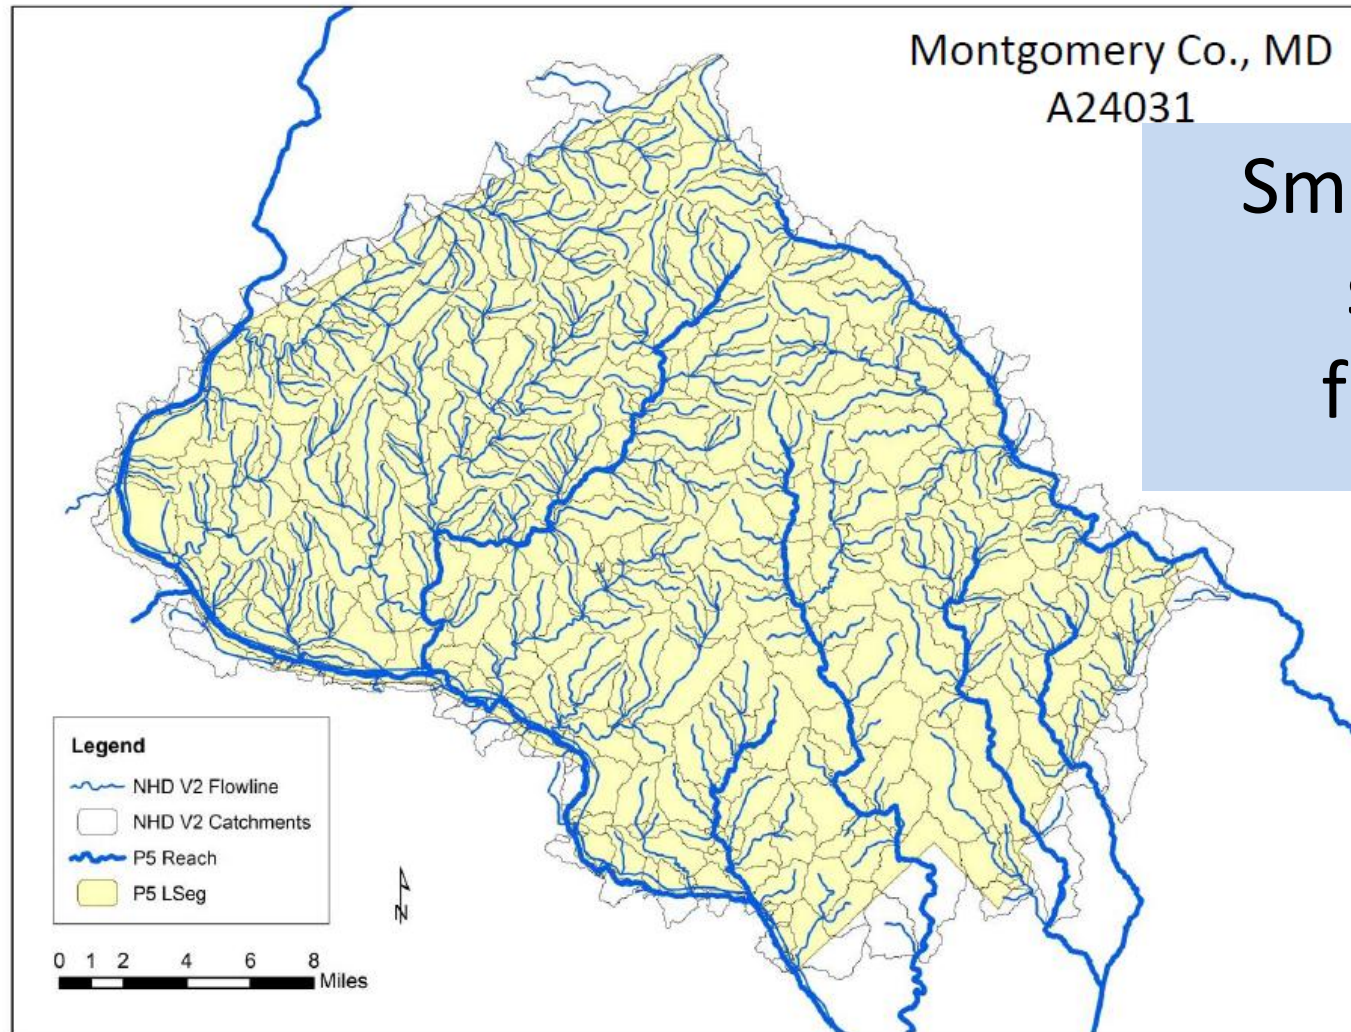 Montgomery Co., MD
A24031
Legend
NHD V2 Flowline
NHD V2 Catchments
P5 Reach
P5 LSeg
N
0 1 2 4 6 8
Miles